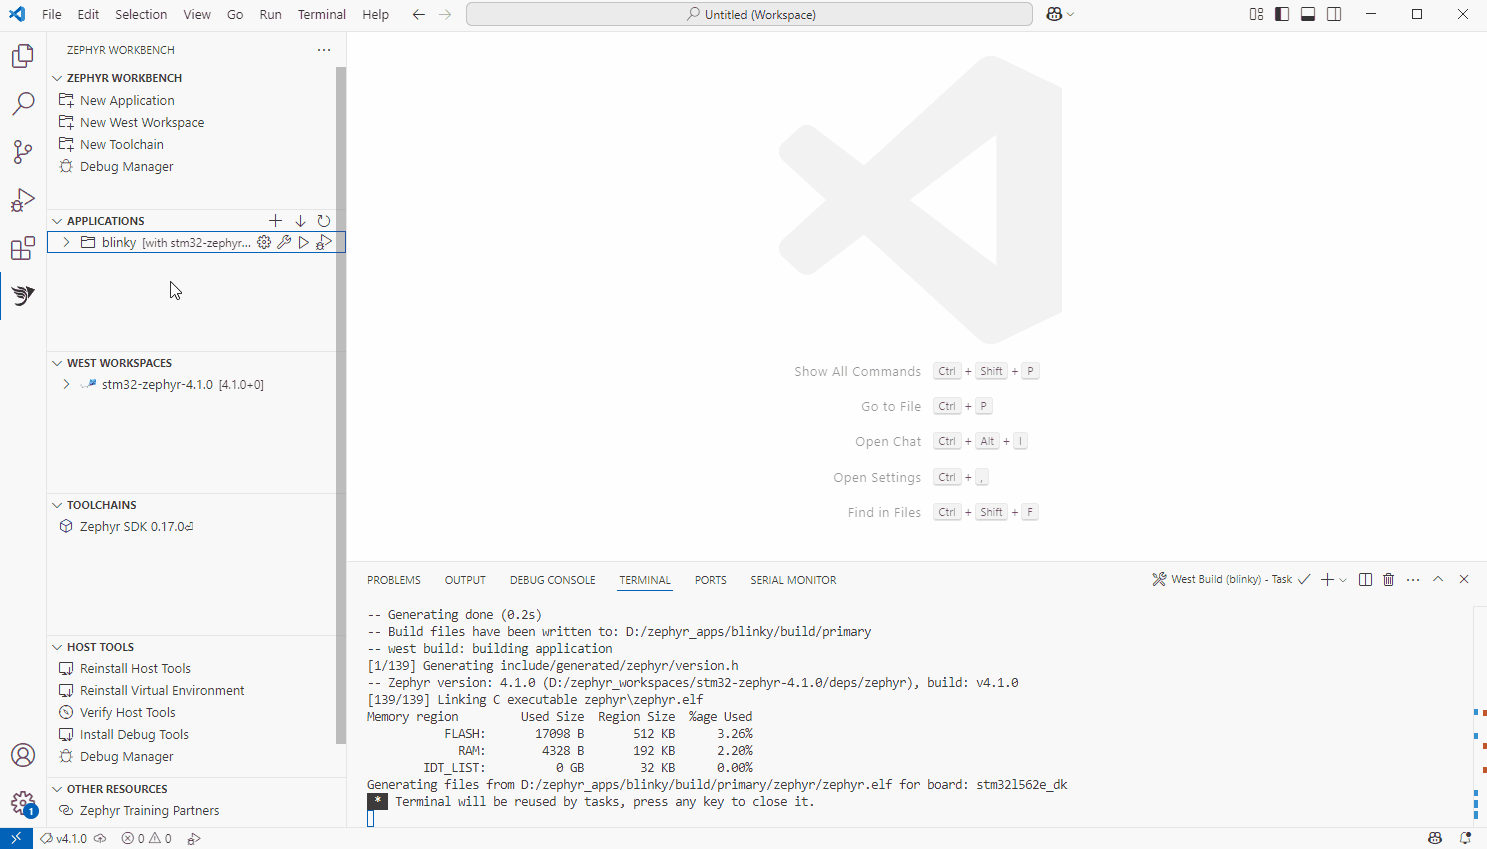 File Edit Selection View Go Run Terminal Help
Untitled (Workspace)
ZEPHYR WORKBENCH
ZEPHYR WORKBENCH
New Application
New West Workspace
New Toolchain
Debug Manager
APPLICATIONS
blinky [with stm32-zephyr...
WEST WORKSPACES
stm32-zephyr-4.1.0 [4.1.0+0]
TOOLCHAINS
Zephyr SDK 0.17.0
HOST TOOLS
Reinstall Host Tools
Reinstall Virtual Environment
Verify Host Tools
Install Debug Tools
Debug Manager
OTHER RESOURCES
Zephyr Training Partners
Show All Commands Ctrl + Shift + P
Go to File Ctrl + P
Open Chat Ctrl + Alt + I
Open Settings Ctrl + ,
Find in Files Ctrl + Shift + F
PROBLEMS OUTPUT DEBUG CONSOLE TERMINAL PORTS SERIAL MONITOR
West Build (blinky) - Task
-- Generating done (0.2s)
-- Build files have been written to: D:/zephyr_apps/blinky/build/primary
-- west build: building application
[1/139] Generating include/generated/zephyr/version.h
-- Zephyr version: 4.1.0 (D:/zephyr_workspaces/stm32-zephyr-4.1.0/deps/zephyr), build: v4.1.0
[139/139] Linking C executable zephyr\zephyr.elf
Memory region Used Size Region Size %age Used
FLASH: 17098 B 512 KB 3.26%
RAM: 4328 B 192 KB 2.20%
IDT_LIST: 0 GB 32 KB 0.00%
Generating files from D:/zephyr_apps/blinky/build/primary/zephyr/zephyr.elf for board: stm32l562e_dk
* Terminal will be reused by tasks, press any key to close it.
1
v4.1.0 0 0